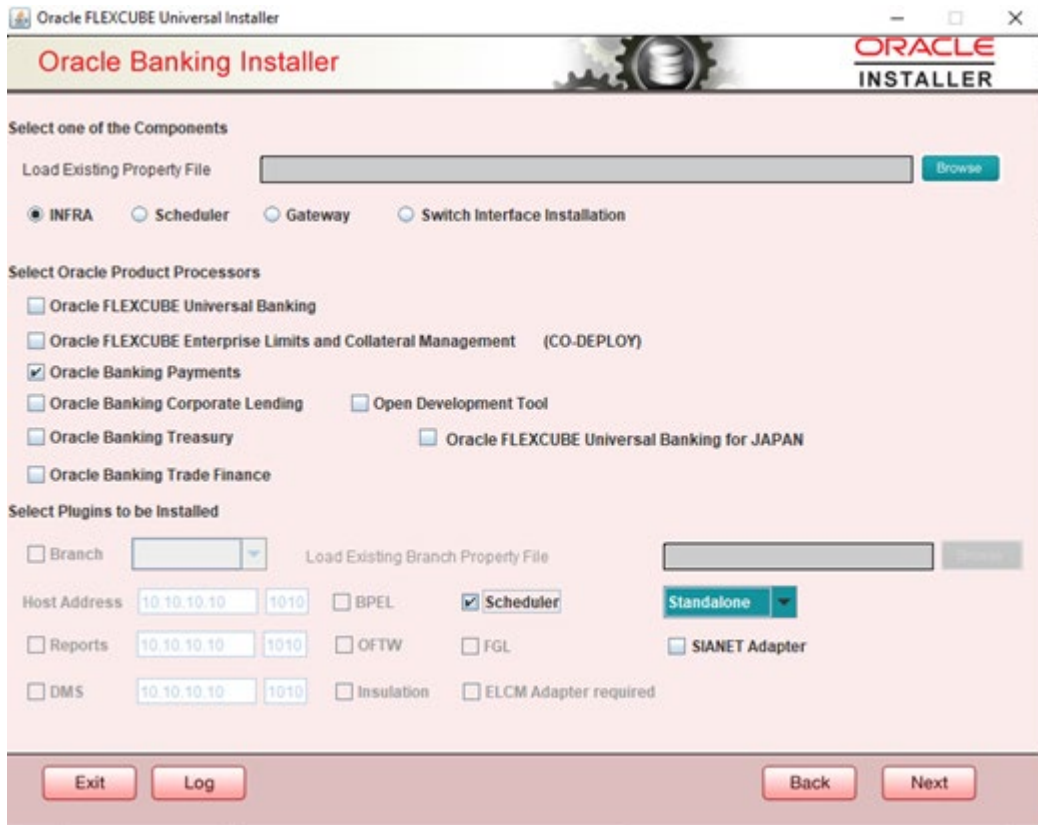 Oracle FLEXCUBE Universal Installer
Oracle Banking Installer
ORACLE
INSTALLER
Select one of the Components
Load Existing Property File Browse
INFRA Scheduler Gateway Switch Interface Installation
Select Oracle Product Processors
Oracle FLEXCUBE Universal Banking
Oracle FLEXCUBE Enterprise Limits and Collateral Management (CO-DEPLOY)
Oracle Banking Payments
Oracle Banking Corporate Lending Open Development Tool
Oracle Banking Treasury Oracle FLEXCUBE Universal Banking for JAPAN
Oracle Banking Trade Finance
Select Plugins to be Installed
Branch Load Existing Branch Property File Browse
Host Address 10.10.10.10 1010 BPEL Scheduler Standalone
Reports 10.10.10.10 1010 OFTW FGL SIANET Adapter
DMS 10.10.10.10 1010 Insulation ELCM Adapter required
Exit Log Back Next